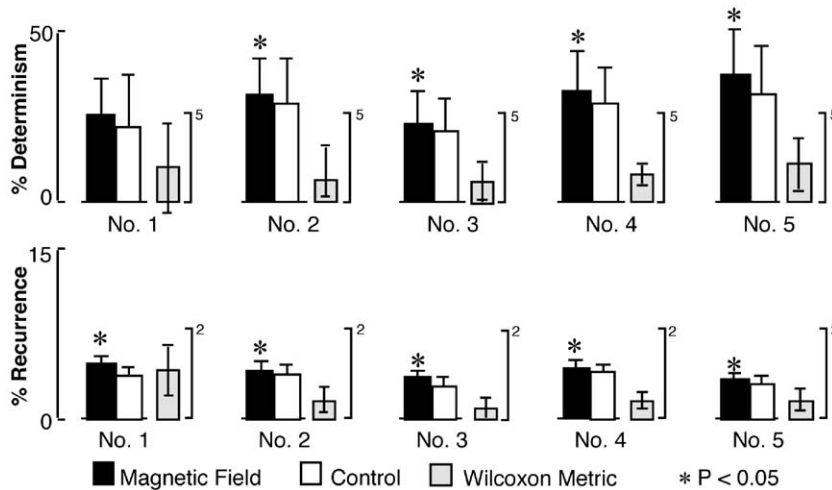 50
% Determinism
0
* * * *
5 5 5 5 5
No. 1 No. 2 No. 3 No. 4 No. 5
15
% Recurrence
0
* * * * *
2 2 2 2
No. 1 No. 2 No. 3 No. 4 No. 5
Magnetic Field Control Wilcoxon Metric * P < 0.05